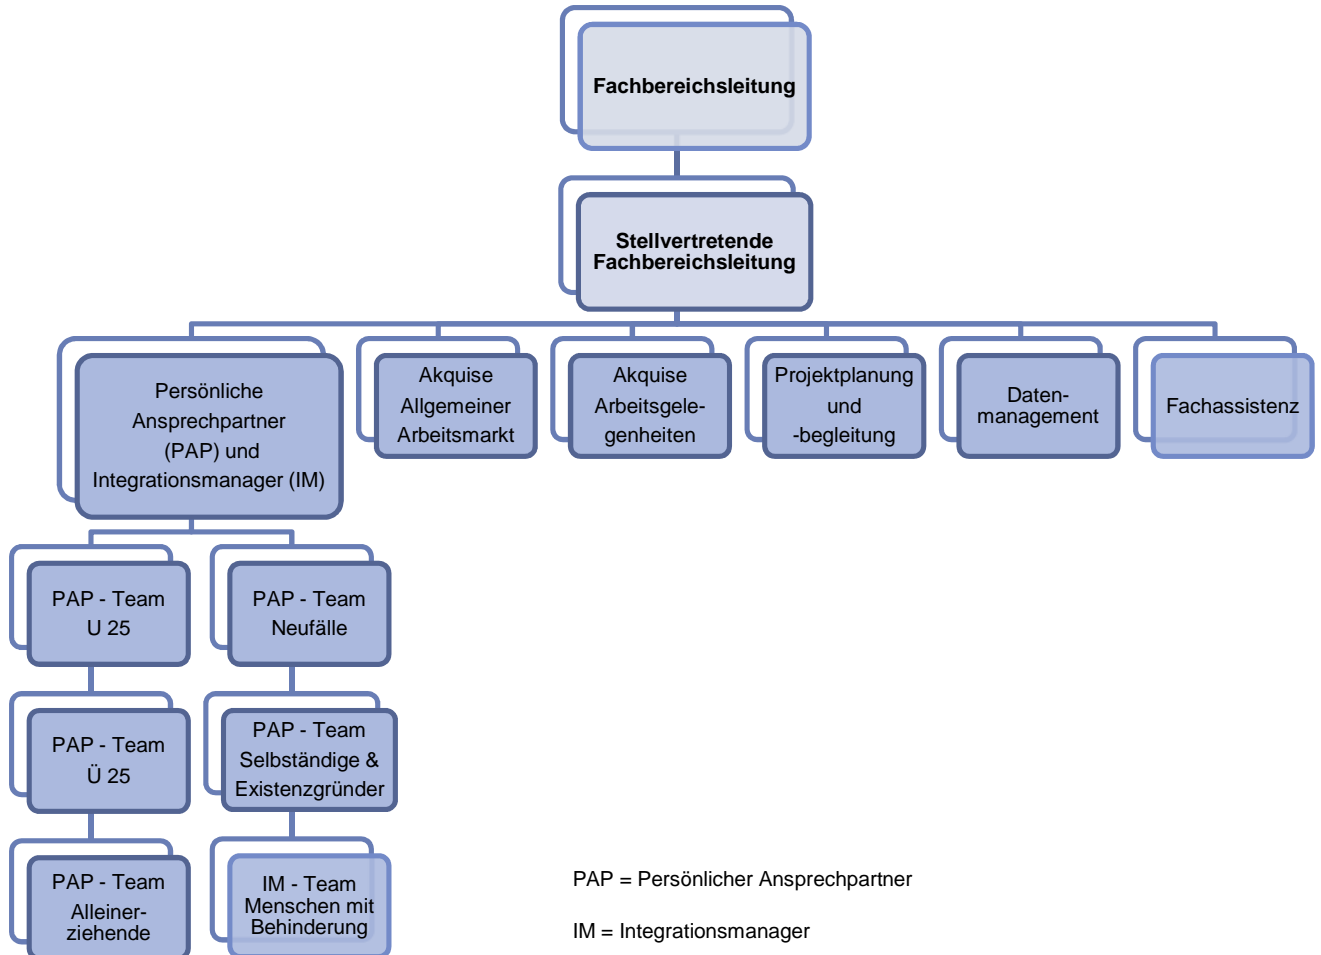 Fachbereichsleitung
Stellvertretende
Fachbereichsleitung
Persönliche
Ansprechpartner
(PAP) und
Integrationsmanager (IM)
Akquise
Allgemeiner
Arbeitsmarkt
Akquise
Arbeitsgele-
genheiten
Projektplanung
und
-begleitung
Daten-
management
Fachassistenz
PAP - Team
U 25
PAP - Team
Neufälle
PAP - Team
Ü 25
PAP - Team
Selbständige &
Existenzgründer
PAP - Team
Alleiner-
ziehende
IM - Team
Menschen mit
Behinderung
PAP = Persönlicher Ansprechpartner
IM = Integrationsmanager